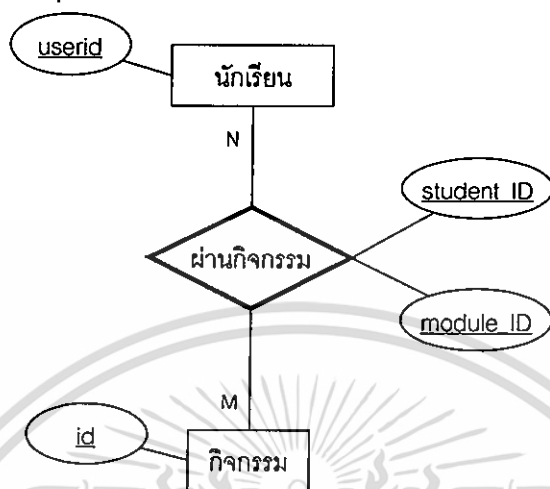 userid
นักเรียน
N
student_ID
ผ่านกิจกรรม
module_ID
M
id
กิจกรรม